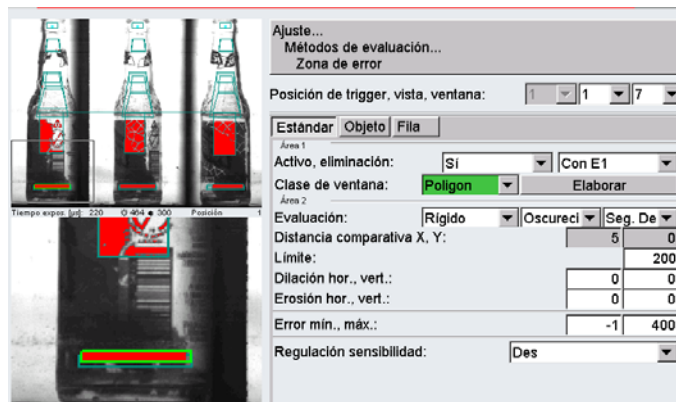 Ajuste...
Métodos de evaluación...
Zona de error
Posición de trigger, vista, ventana: 1 1 7
Estándar Objeto Fila
Área 1
Activo, eliminación: Sí Con E1
Clase de ventana: Poligon Elaborar
Área 2
Evaluación: Rígido Oscureci Seg. De
Distancia comparativa X, Y: 5 0
Límite: 200
Dilación hor., vert.: 0 0
Erosión hor., vert.: 0 0
Error mín., máx.: -1 400
Regulación sensibilidad: Des
Tiempo expos. [µs]: 220 464 300 Posición 1